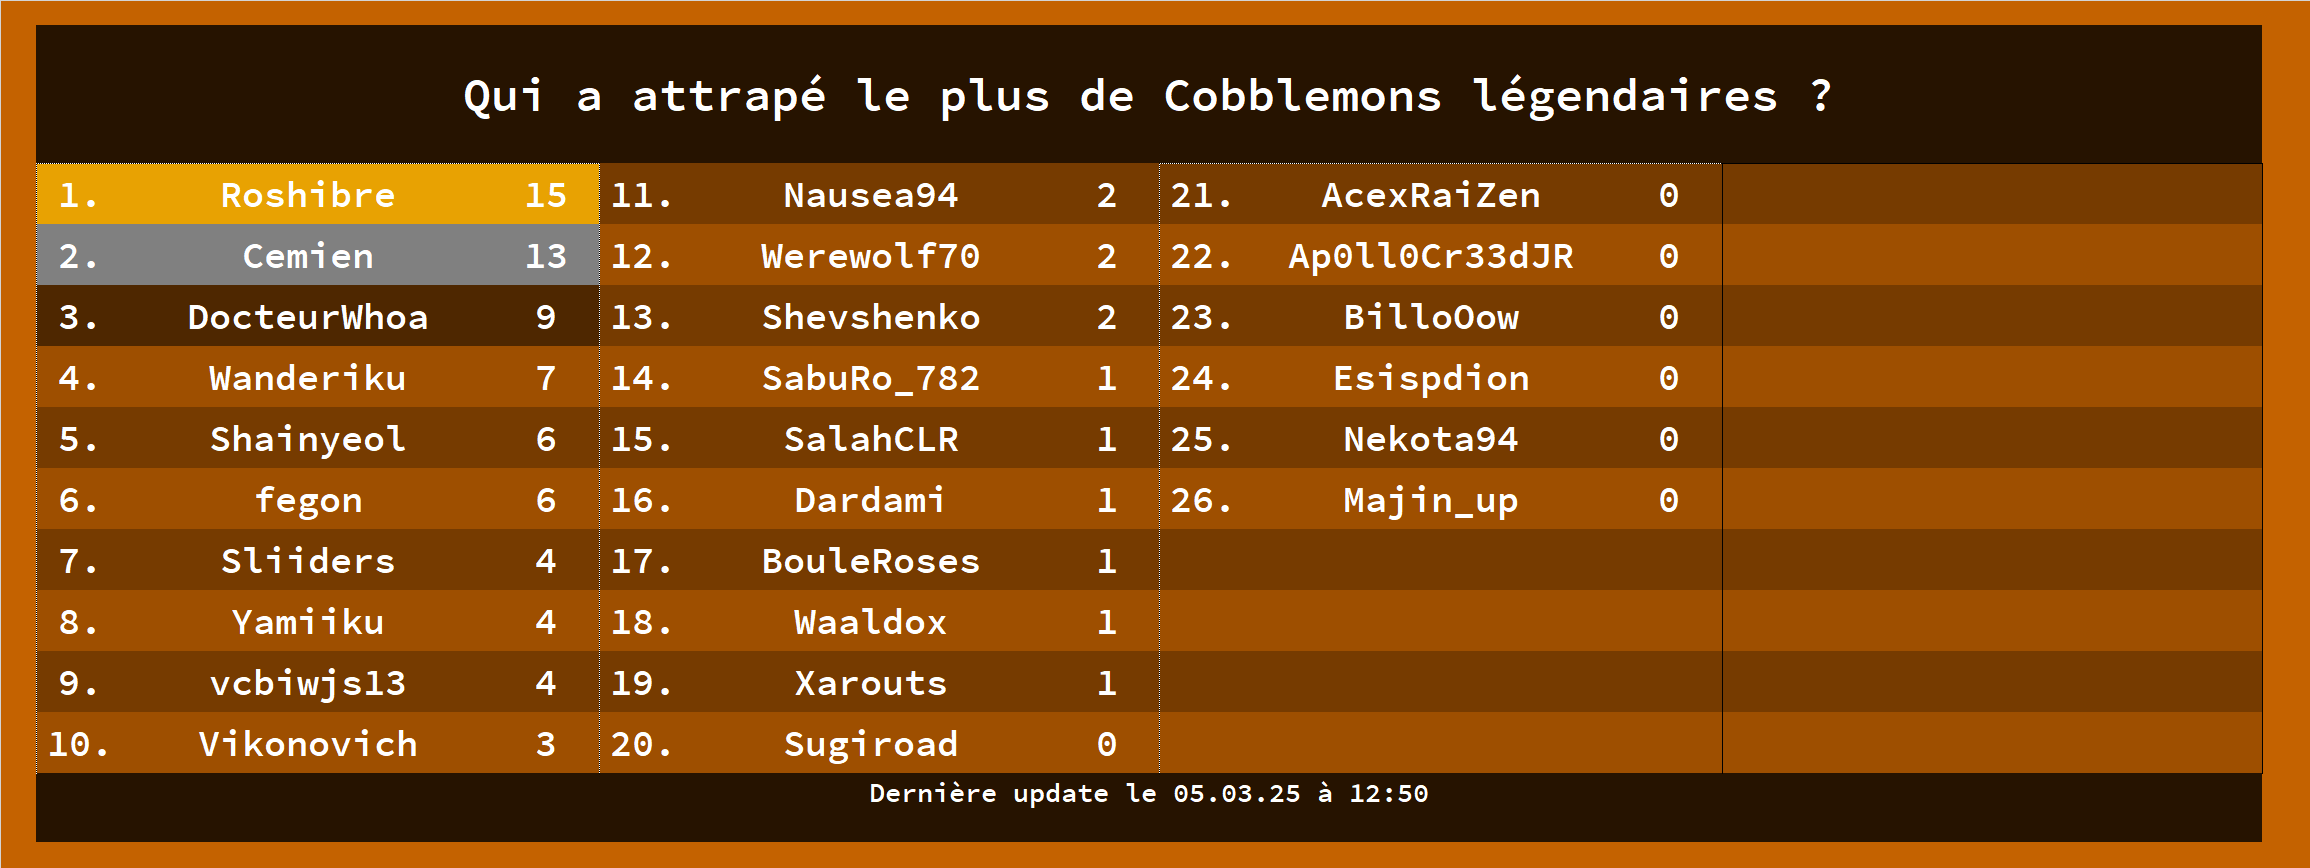 Qui a attrapé le plus de Cobblemons légendaires ?
1. Roshibre 15
2. Cemien 13
3. DocteurWhoa 9
4. Wanderiku 7
5. Shainyeol 6
6. fegon 6
7. Sliiders 4
8. Yamiiku 4
9. vcbiwjs13 4
10. Vikonovich 3
11. Nausea94 2
12. Werewolf70 2
13. Shevshenko 2
14. SabuRo_782 1
15. SalahCLR 1
16. Dardami 1
17. BouleRoses 1
18. Waaldox 1
19. Xarouts 1
20. Sugiroad 0
21. AcexRaiZen 0
22. Ap0ll0Cr33dJR 0
23. BilloOow 0
24. Esispdion 0
25. Nekota94 0
26. Majin_up 0
Dernière update le 05.03.25 à 12:50